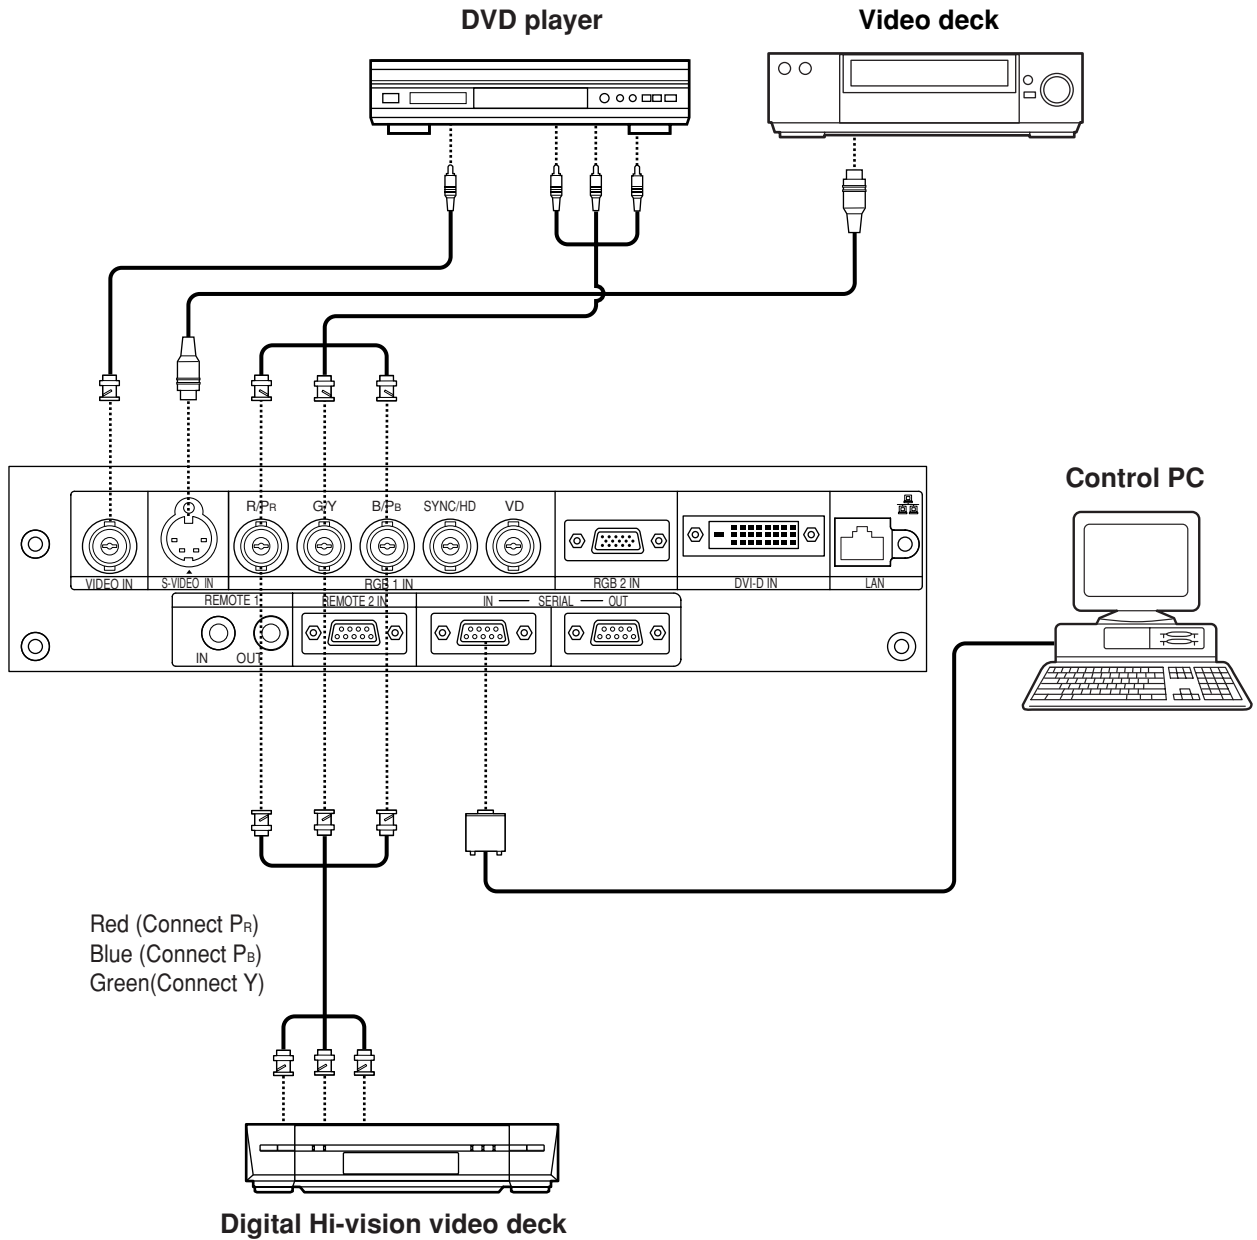 DVD player
Video deck
Control PC
R/PR
G/Y
B/PB
SYNC/HD
VD
VIDEO IN
S-VIDEO IN
RGB 1 IN
RGB 2 IN
DVI-D IN
LAN
REMOTE 1
REMOTE 2 IN
IN
SERIAL
OUT
IN
OUT
Red (Connect PR)
Blue (Connect PB)
Green(Connect Y)
Digital Hi-vision video deck